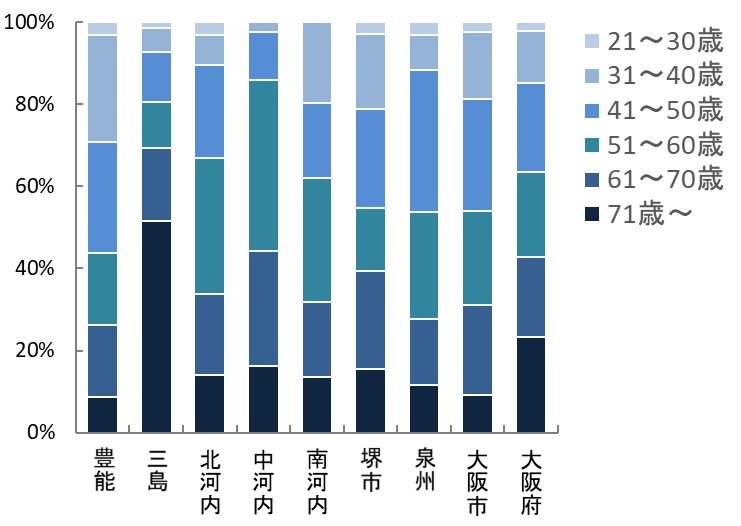 100%
80%
60%
40%
20%
0%
豊能
三島
北河内
中河内
南河内
堺市
泉州
大阪市
大阪府
21～30歳
31～40歳
41～50歳
51～60歳
61～70歳
71歳～